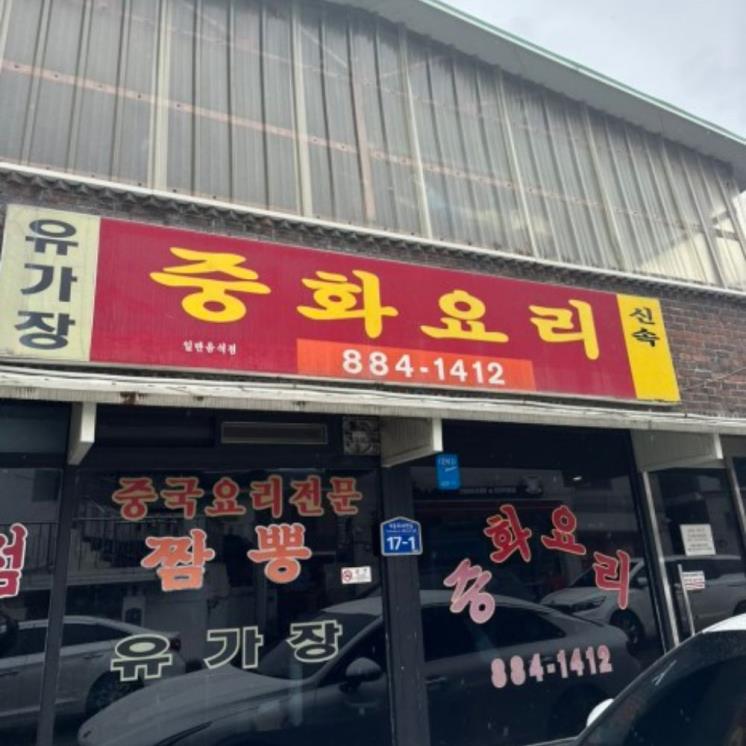 유가장
중화요리
신속
일반음식점
884-1412
중국요리전문
짬뽕
유가장
17-1
중화요리
884-1412